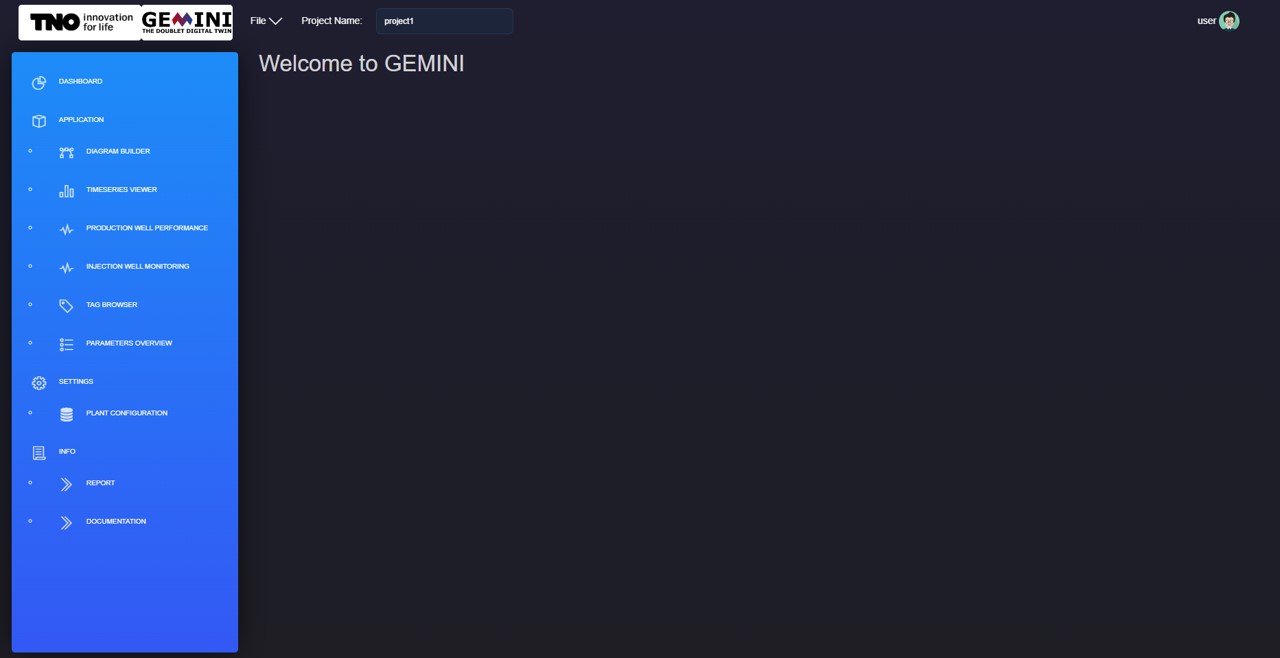 TNO innovation for life
GEMINI
THE DOUBLET DIGITAL TWIN
File
Project Name:
project1
user
Welcome to GEMINI
DASHBOARD
APPLICATION
DIAGRAM BUILDER
TIMESERIES VIEWER
PRODUCTION WELL PERFORMANCE
INJECTION WELL MONITORING
TAG BROWSER
PARAMETERS OVERVIEW
SETTINGS
PLANT CONFIGURATION
INFO
REPORT
DOCUMENTATION